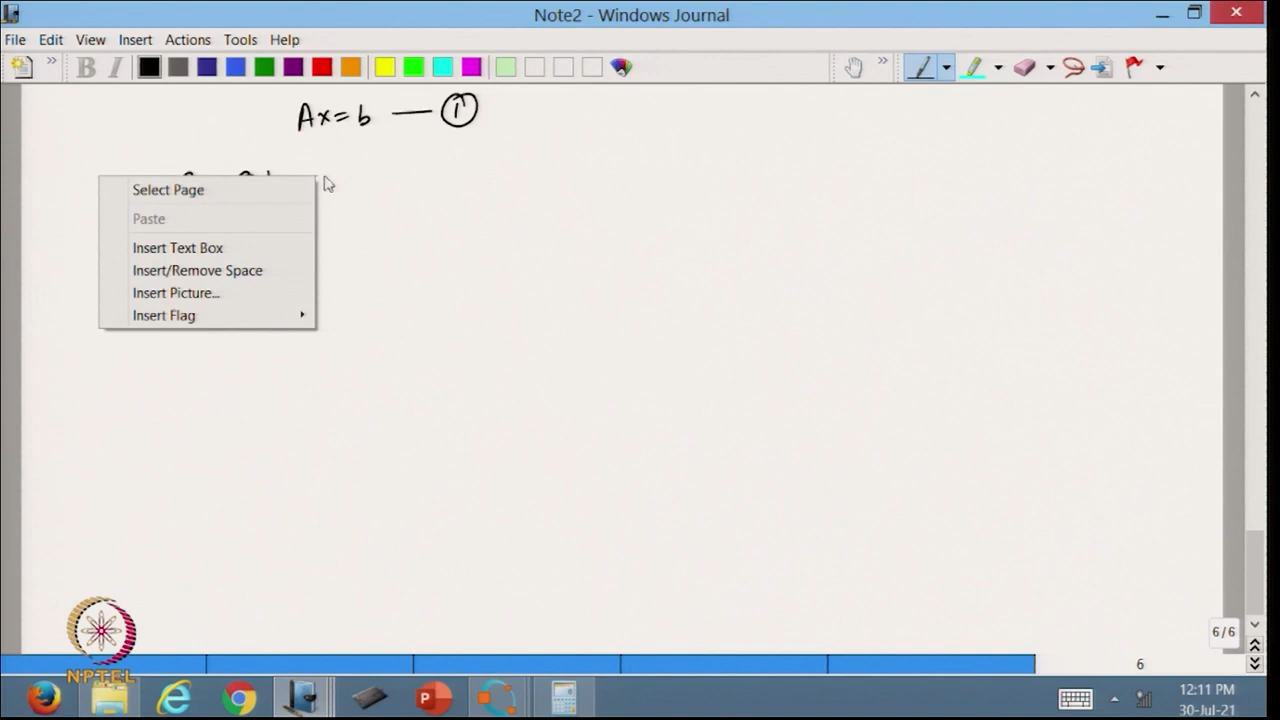 Note2 - Windows Journal
File Edit View Insert Actions Tools Help
B I
Ax = b — 1
Select Page
Paste
Insert Text Box
Insert/Remove Space
Insert Picture...
Insert Flag
6 / 6
6
NPTEL
12:11 PM
30-Jul-21